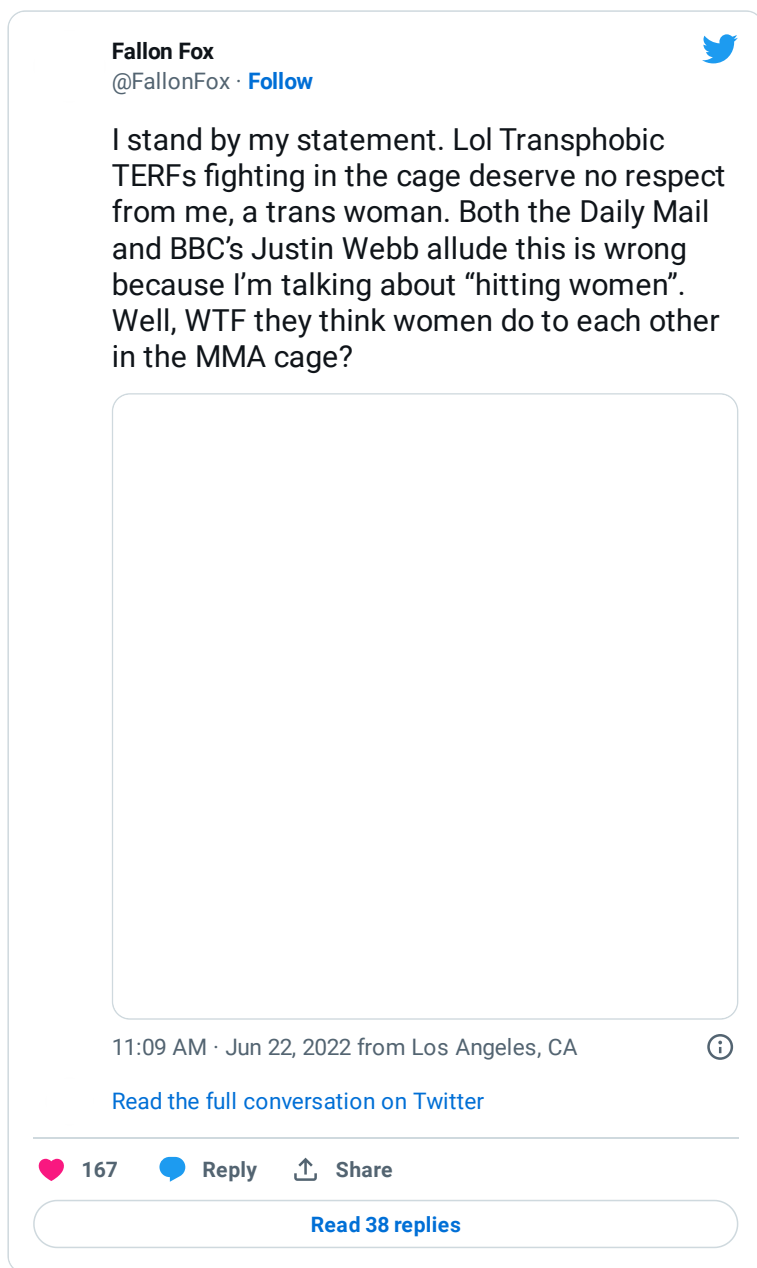 Fallon Fox
@FallonFox · Follow
I stand by my statement. Lol Transphobic
TERFs fighting in the cage deserve no respect
from me, a trans woman. Both the Daily Mail
and BBC’s Justin Webb allude this is wrong
because I’m talking about “hitting women”.
Well, WTF they think women do to each other
in the MMA cage?
11:09 AM · Jun 22, 2022 from Los Angeles, CA
Read the full conversation on Twitter
167 Reply Share
Read 38 replies